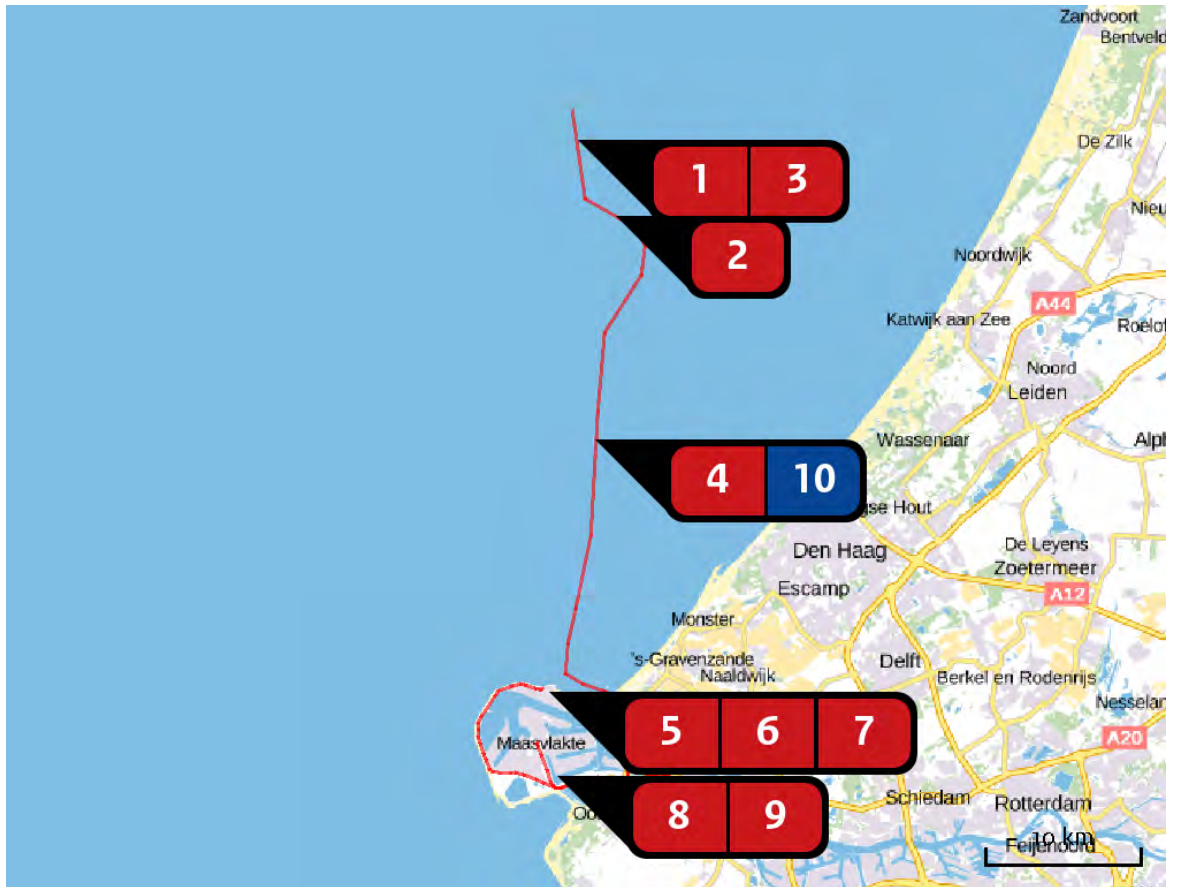 Zandvoort
Bentveld
De Zilk
1 3
Nieu
2
Noordwijk
A44
Katwijk aan Zee
Roelof
Noord
Leiden
Wassenaar
Alph
4 10
gse Hout
Den Haag
De Leyens
Zoetermeer
Escamp
A12
Monster
's-Gravenzande
Naaldwijk
Delft
Berkel en Rodenrijs
Nesselan
5 6 7
A20
Maasvlakte
8 9
Schiedam
Rotterdam
Oo
10 km
Feijenoord